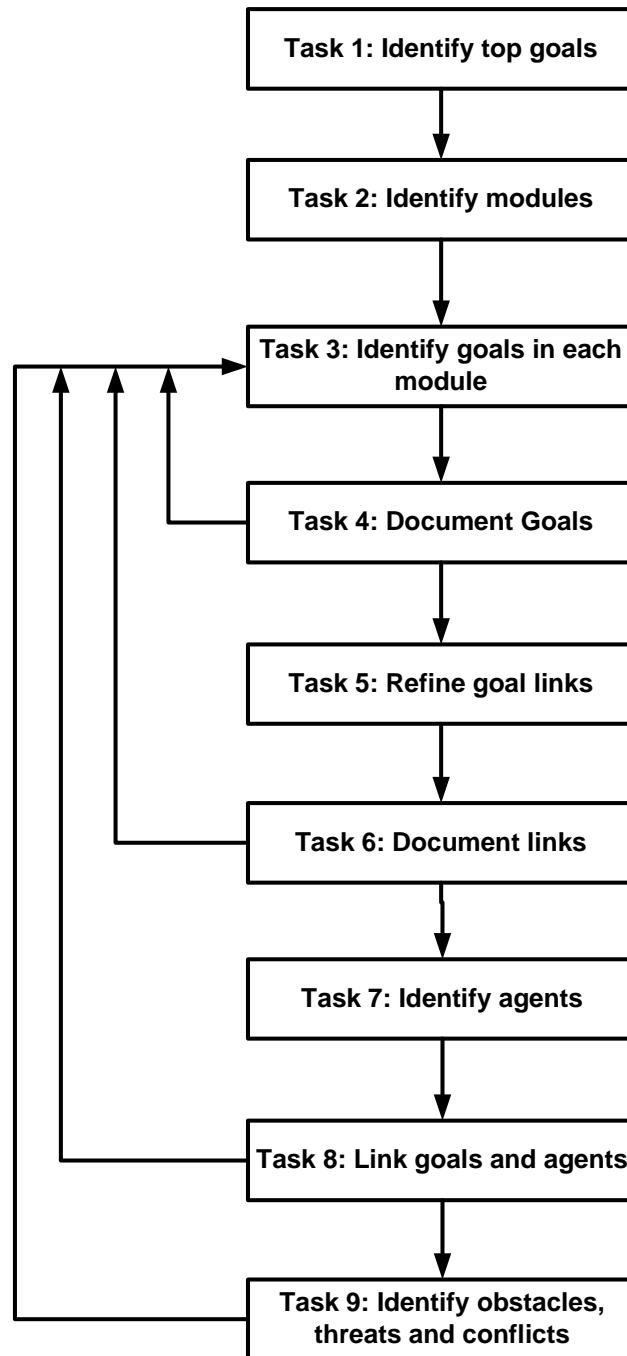 Task 1: Identify top goals
Task 2: Identify modules
Task 3: Identify goals in each
module
Task 4: Document Goals
Task 5: Refine goal links
Task 6: Document links
Task 7: Identify agents
Task 8: Link goals and agents
Task 9: Identify obstacles,
threats and conflicts